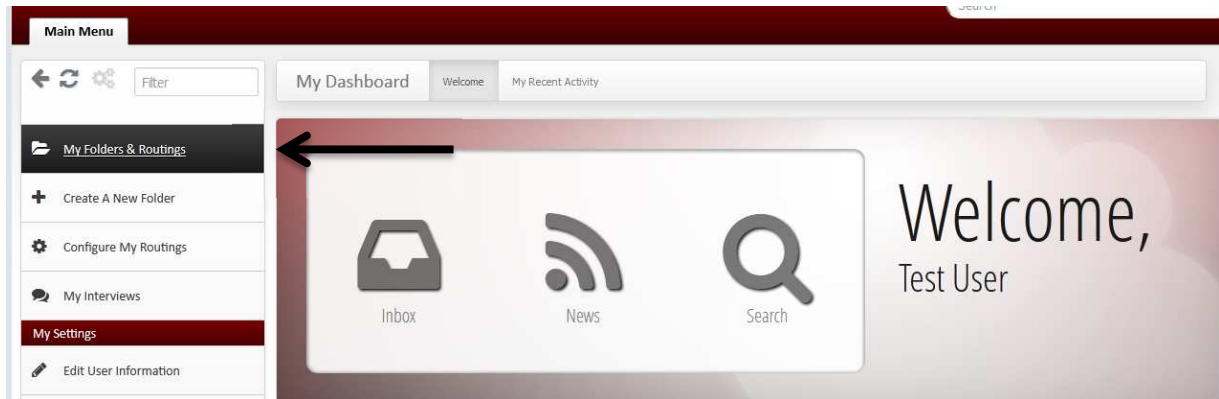 Search
Main Menu
Filter
My Dashboard Welcome My Recent Activity
My Folders & Routings
Create A New Folder
Configure My Routings
My Interviews
My Settings
Edit User Information
Inbox News Search
Welcome,
Test User